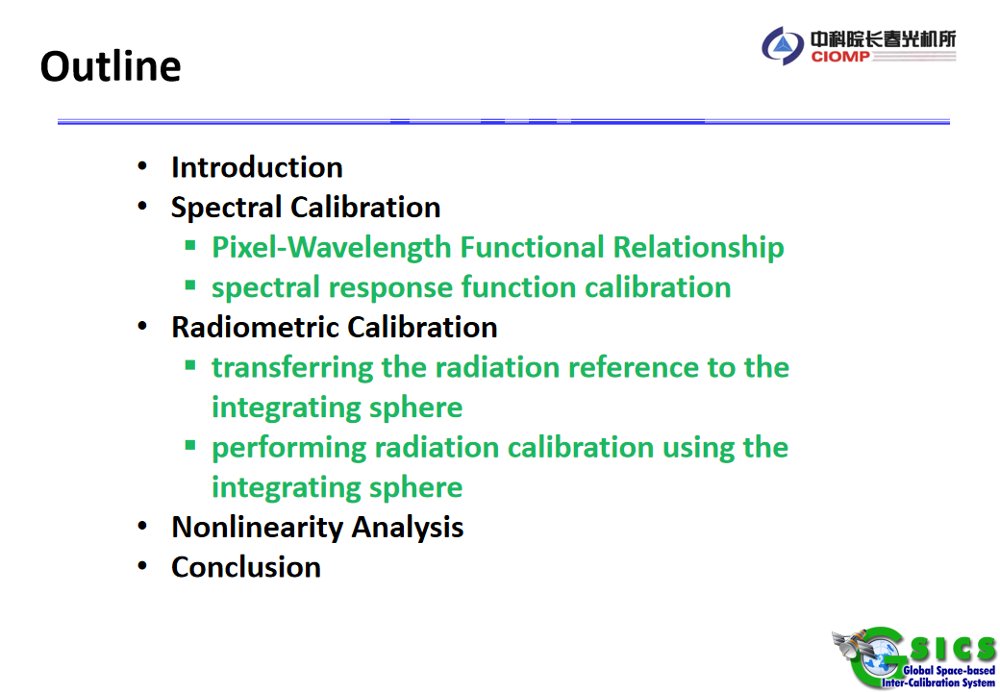 Outline
中科院长春光机所
CIOMP
• Introduction
• Spectral Calibration
▪ Pixel-Wavelength Functional Relationship
▪ spectral response function calibration
• Radiometric Calibration
▪ transferring the radiation reference to the
integrating sphere
▪ performing radiation calibration using the
integrating sphere
• Nonlinearity Analysis
• Conclusion
GSICS
Global Space-based
Inter-Calibration System